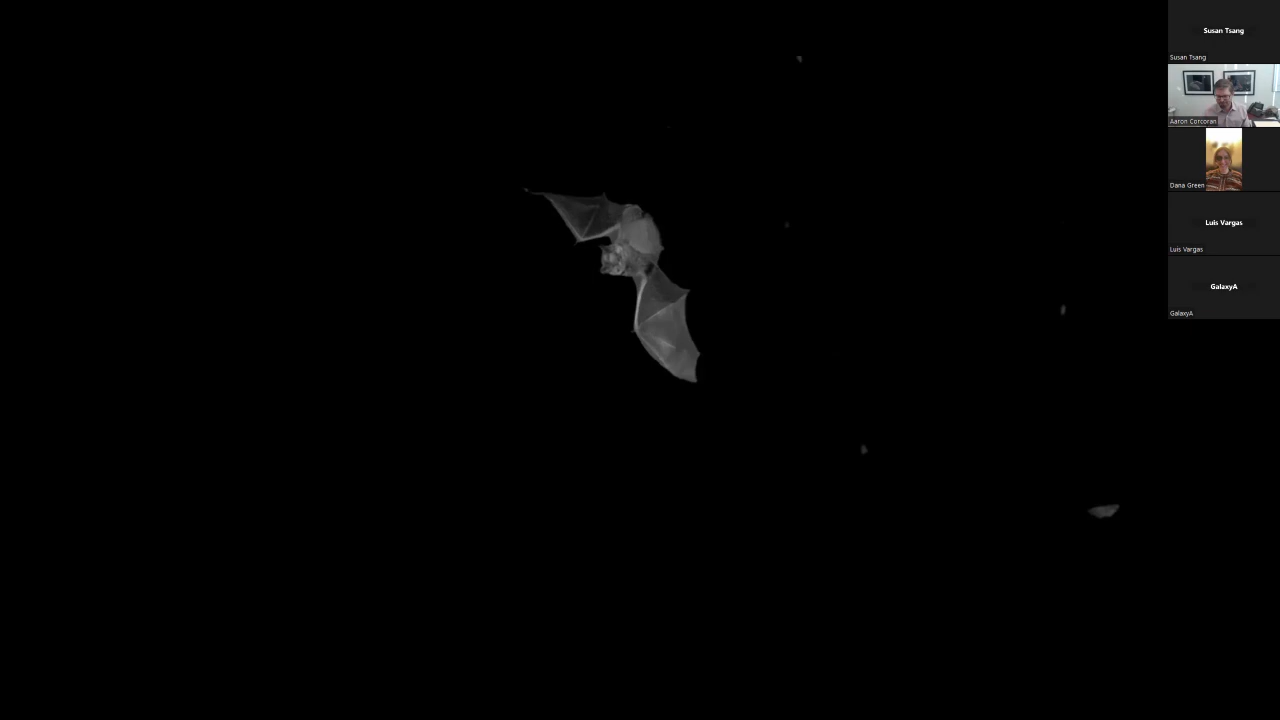 Susan Tsang
Susan Tsang
Aaron Corcoran
Dana Green
Luis Vargas
Luis Vargas
GalaxyA
GalaxyA